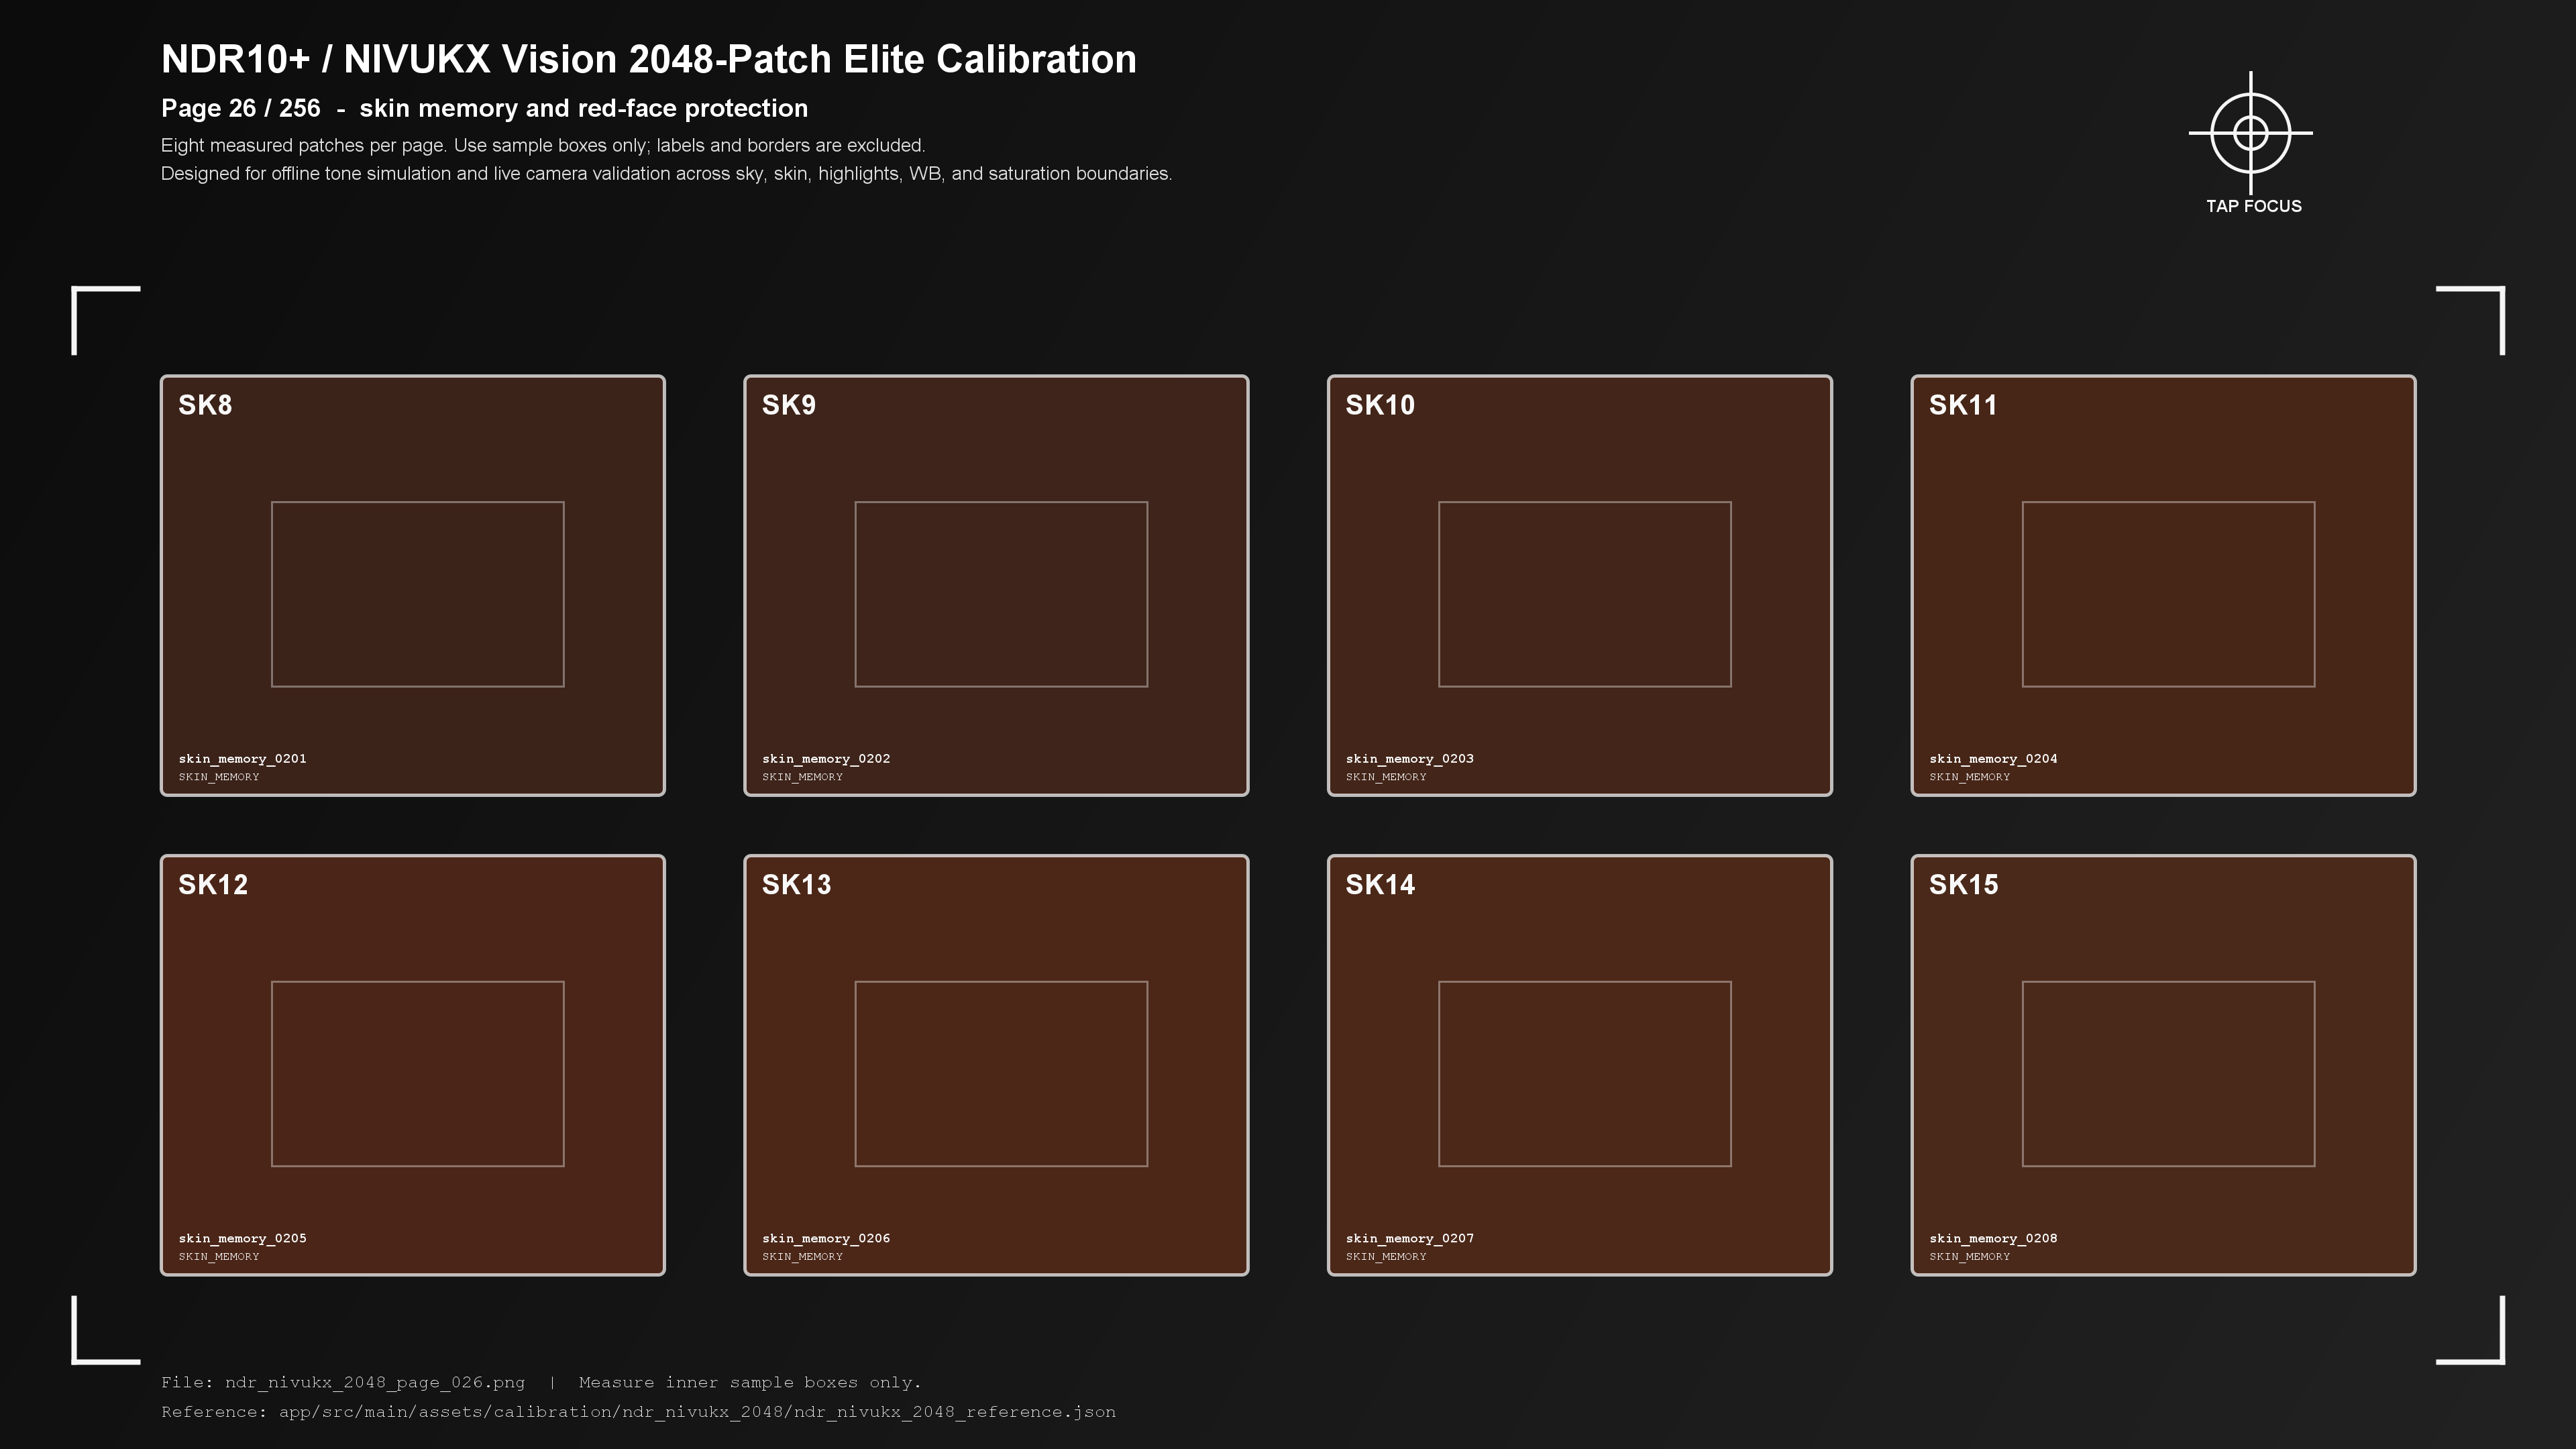 NDR10+ / NIVUKX Vision 2048-Patch Elite Calibration
Page 26 / 256 - skin memory and red-face protection
Eight measured patches per page. Use sample boxes only; labels and borders are excluded.
Designed for offline tone simulation and live camera validation across sky, skin, highlights, WB, and saturation boundaries.
TAP FOCUS
SK8
skin_memory_0201
SKIN_MEMORY
SK9
skin_memory_0202
SKIN_MEMORY
SK10
skin_memory_0203
SKIN_MEMORY
SK11
skin_memory_0204
SKIN_MEMORY
SK12
skin_memory_0205
SKIN_MEMORY
SK13
skin_memory_0206
SKIN_MEMORY
SK14
skin_memory_0207
SKIN_MEMORY
SK15
skin_memory_0208
SKIN_MEMORY
File: ndr_nivukx_2048_page_026.png | Measure inner sample boxes only.
Reference: app/src/main/assets/calibration/ndr_nivukx_2048/ndr_nivukx_2048_reference.json